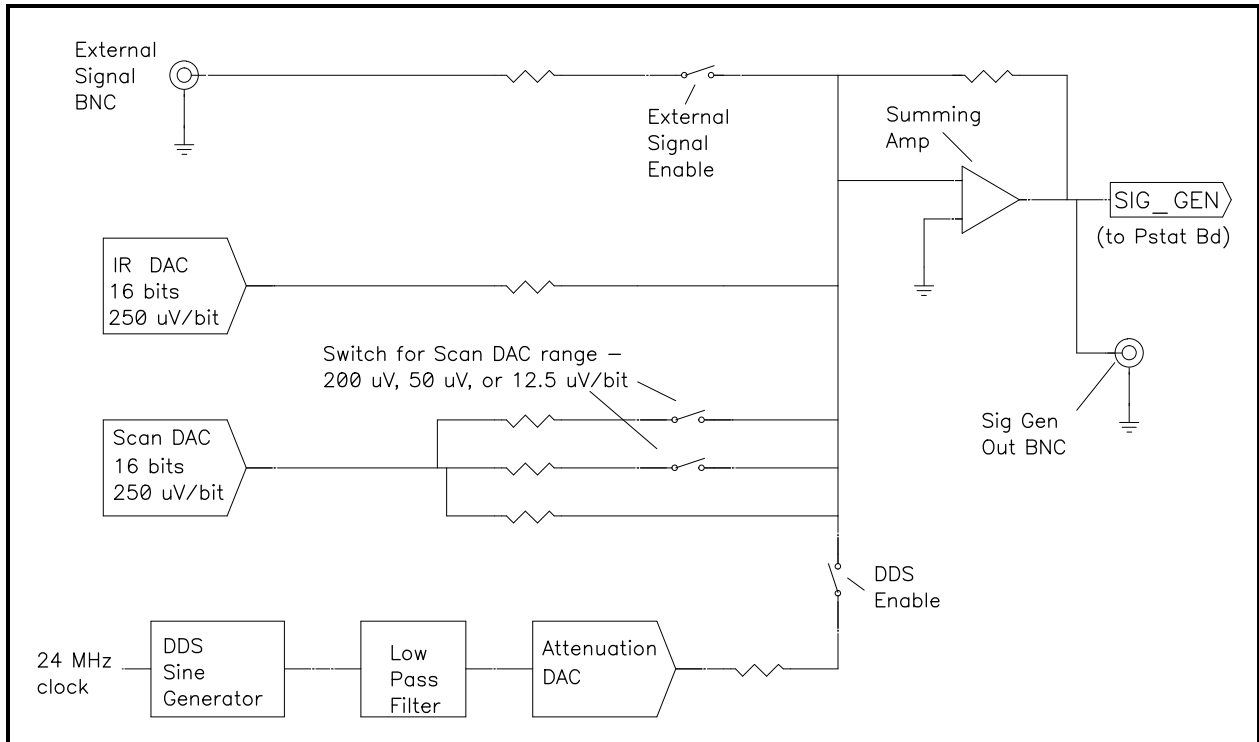 External
Signal
BNC
External
Signal
Enable
Summing
Amp
SIG_GEN
(to Pstat Bd)
IR DAC
16 bits
250 uV/bit
Switch for Scan DAC range –
200 uV, 50 uV, or 12.5 uV/bit
Scan DAC
16 bits
250 uV/bit
Sig Gen
Out BNC
DDS
Enable
24 MHz
clock
DDS
Sine
Generator
Low
Pass
Filter
Attenuation
DAC